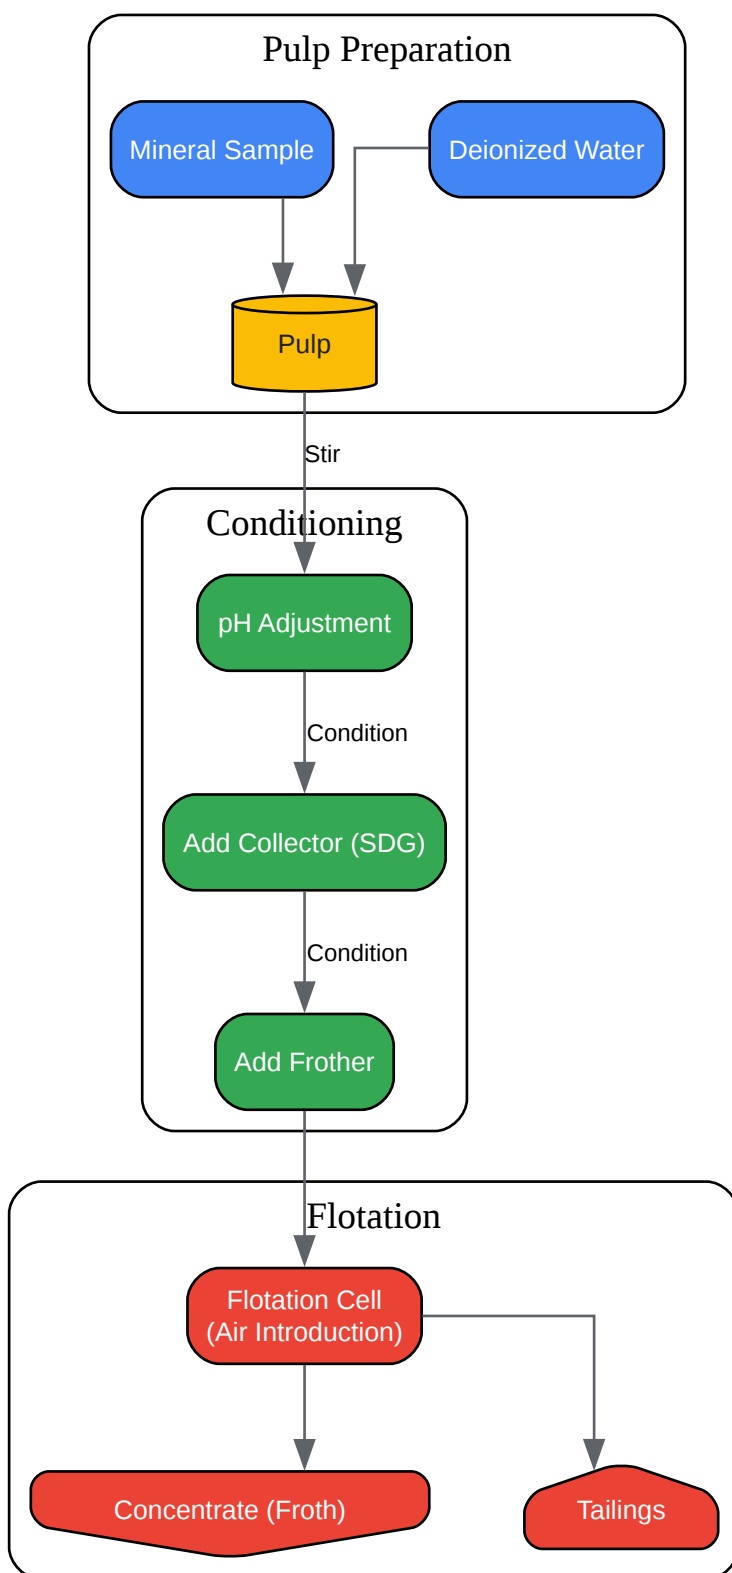 Pulp Preparation
Mineral Sample
Deionized Water
Pulp
Stir
Conditioning
pH Adjustment
Condition
Add Collector (SDG)
Condition
Add Frother
Flotation
Flotation Cell
(Air Introduction)
Concentrate (Froth)
Tailings